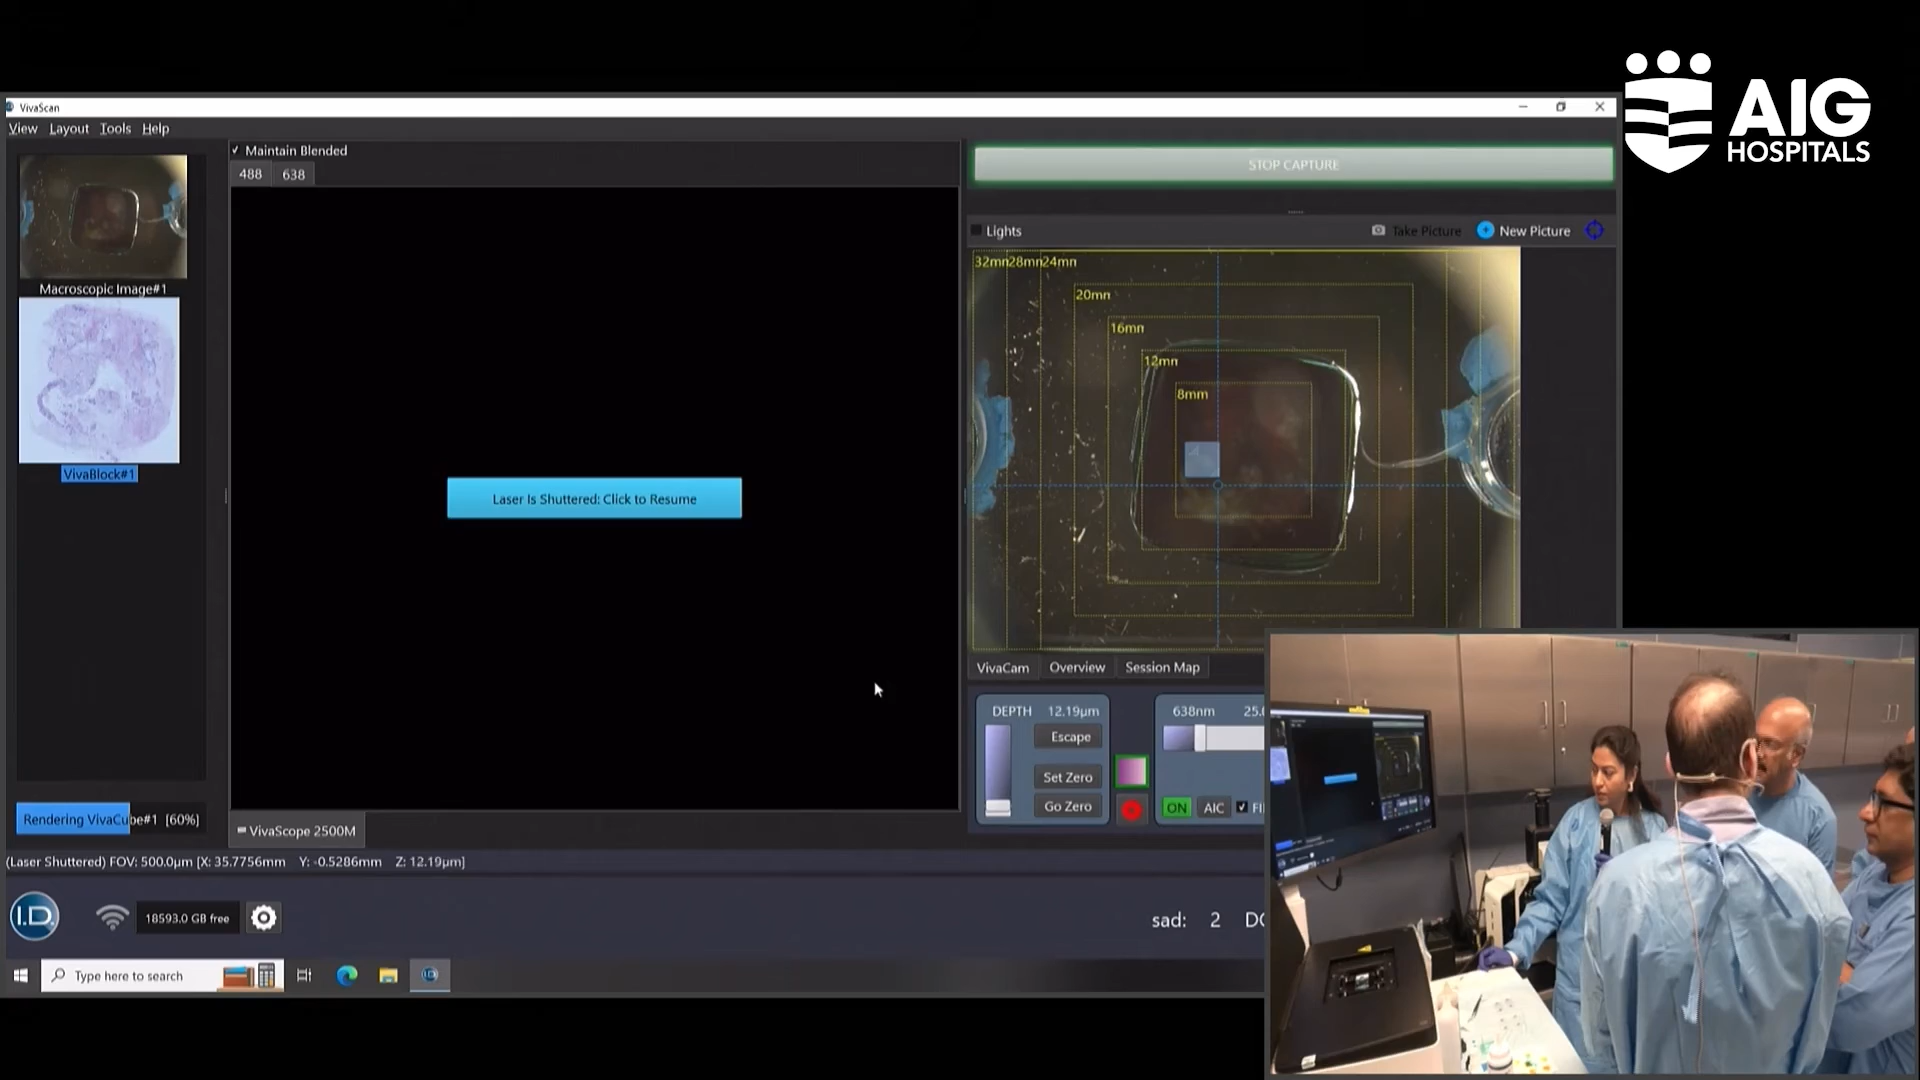 AIG
HOSPITALS
VivaScan
View Layout Tools Help
Maintain Blended
488 638
STOP CAPTURE
Lights
Take Picture
New Picture
32mn28mn24mn
20mn
16mn
12mn
8mm
Macroscopic Image#1
VivaBlock#1
Laser Is Shuttered: Click to Resume
VivaCam Overview Session Map
DEPTH 12.19µm
Escape
Set Zero
Go Zero
638nm 25.
ON AIC
Rendering VivaCube#1 [60%]
VivaScope 2500M
(Laser Shuttered) FOV: 500.0µm [X: 35.7756mm Y: -0.5286mm Z: 12.19µm]
I.D.
18593.0 GB free
sad: 2
Type here to search